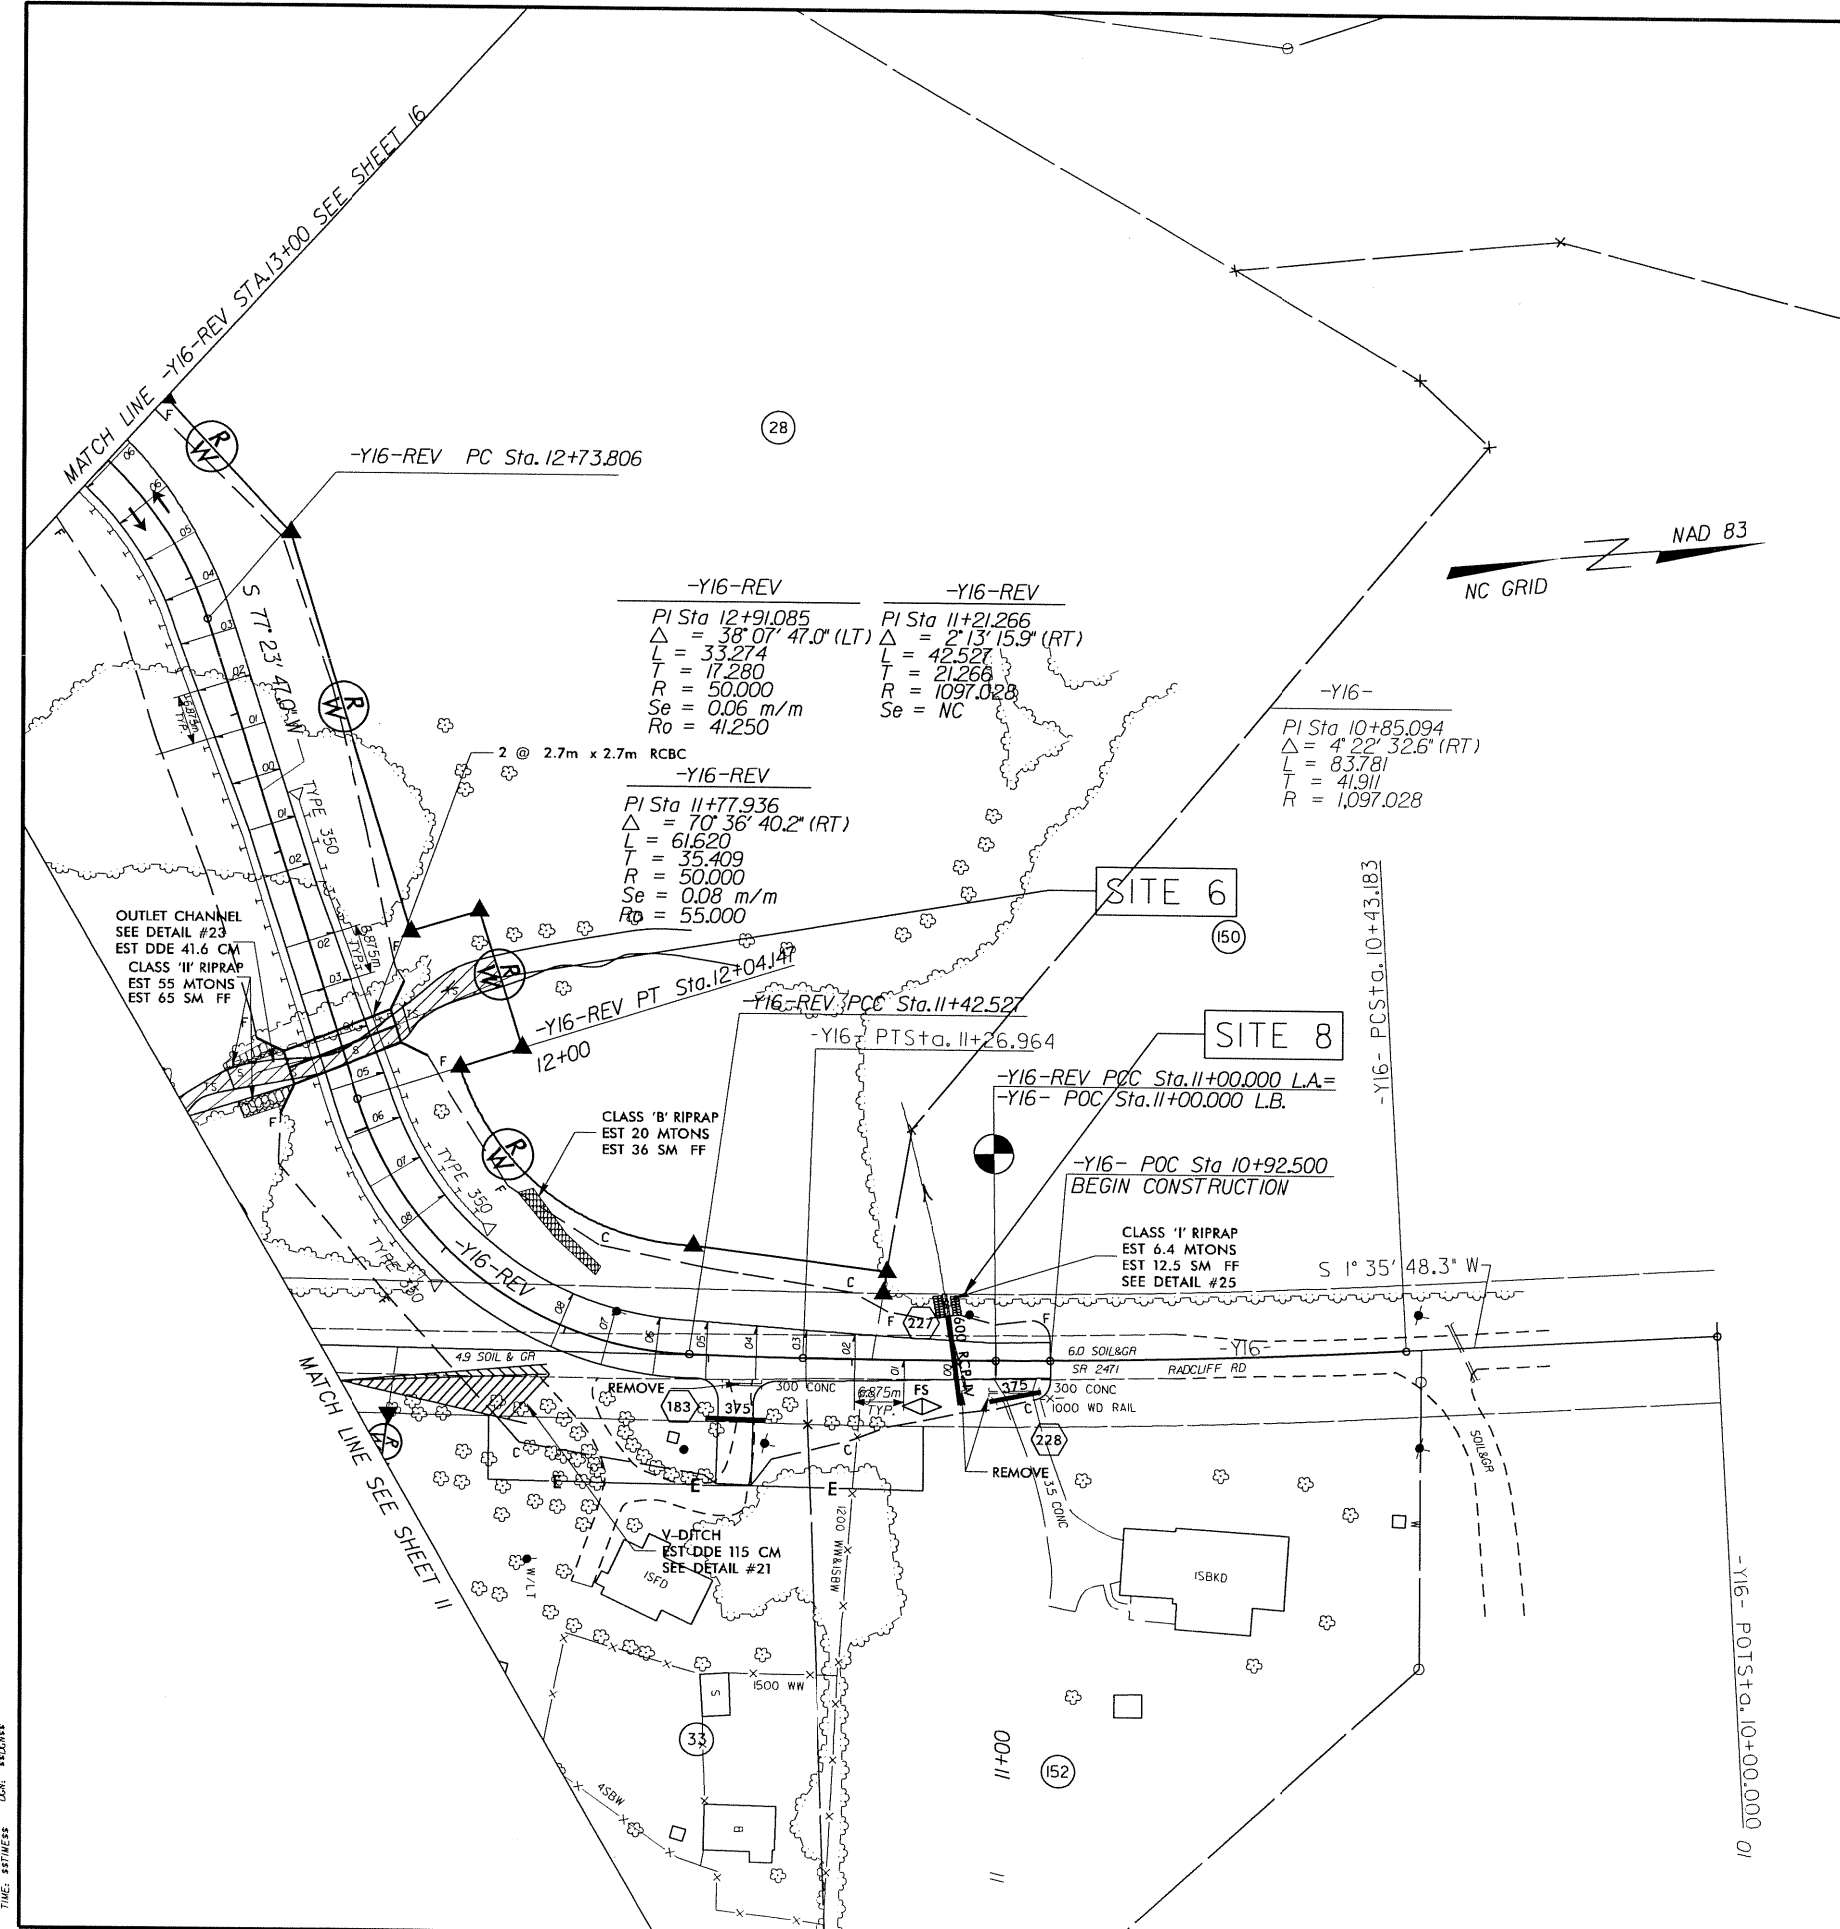 MATCH LINE -Y16-REV STA.13+00 SEE SHEET 16
28
-Y16-REV PC Sta. 12+73.806
R
W
F
NAD 83
NC GRID
S 77° 23' 47.0" W
-Y16-REV
PI Sta 12+91.085
△ = 38° 07' 47.0" (LT)
L = 33.274
T = 17.280
R = 50.000
Se = 0.06 m/m
Ro = 41.250
-Y16-REV
PI Sta 11+21.266
△ = 2° 13' 15.9" (RT)
L = 42.527
T = 21.266
R = 1097.028
Se = NC
-Y16-
PI Sta 10+85.094
△ = 4° 22' 32.6" (RT)
L = 83.781
T = 41.911
R = 1,097.028
2 @ 2.7m x 2.7m RCBC
-Y16-REV
PI Sta 11+77.936
△ = 70° 36' 40.2" (RT)
L = 61.620
T = 35.409
R = 50.000
Se = 0.08 m/m
Ro = 55.000
TYPE 350
SITE 6
150
OUTLET CHANNEL
SEE DETAIL #23
EST DDE 41.6 CM
CLASS 'II' RIPRAP
EST 55 MTONS
EST 65 SM FF
-Y16-REV PT Sta. 12+04.147
12+00
-Y16-REV PCC Sta. 11+42.527
-Y16- PTSta. 11+26.964
SITE 8
-Y16- PCSta. 10+43.183
-Y16-REV PCC Sta. 11+00.000 L.A.=
-Y16- POC Sta. 11+00.000 L.B.
CLASS 'B' RIPRAP
EST 20 MTONS
EST 36 SM FF
R
W
-Y16- POC Sta 10+92.500
BEGIN CONSTRUCTION
TYPE 350
TYPE 350
CLASS 'I' RIPRAP
EST 6.4 MTONS
EST 12.5 SM FF
SEE DETAIL #25
S 1° 35' 48.3" W
-Y16-REV
227
600 RCP-IV
-Y16-
4.9 SOIL & GR
6.0 SOIL&GR
SR 2471
RADCLIFF RD
REMOVE
183
375
300 CONC
6.875m
TYP.
FS
375
300 CONC
1000 WD RAIL
228
REMOVE
3.5 CONC
SOIL&GR
MATCH LINE SEE SHEET 11
E
E
E
V-DITCH
EST DDE 115 CM
SEE DETAIL #21
1SFD
W/LT
1200 WW&1SBW
1SBKD
1500 WW
S
33
4SBW
B
11+00
152
11
-Y16- POTSta. 10+00.000
10
TIME: $$TIME$$ DGN: